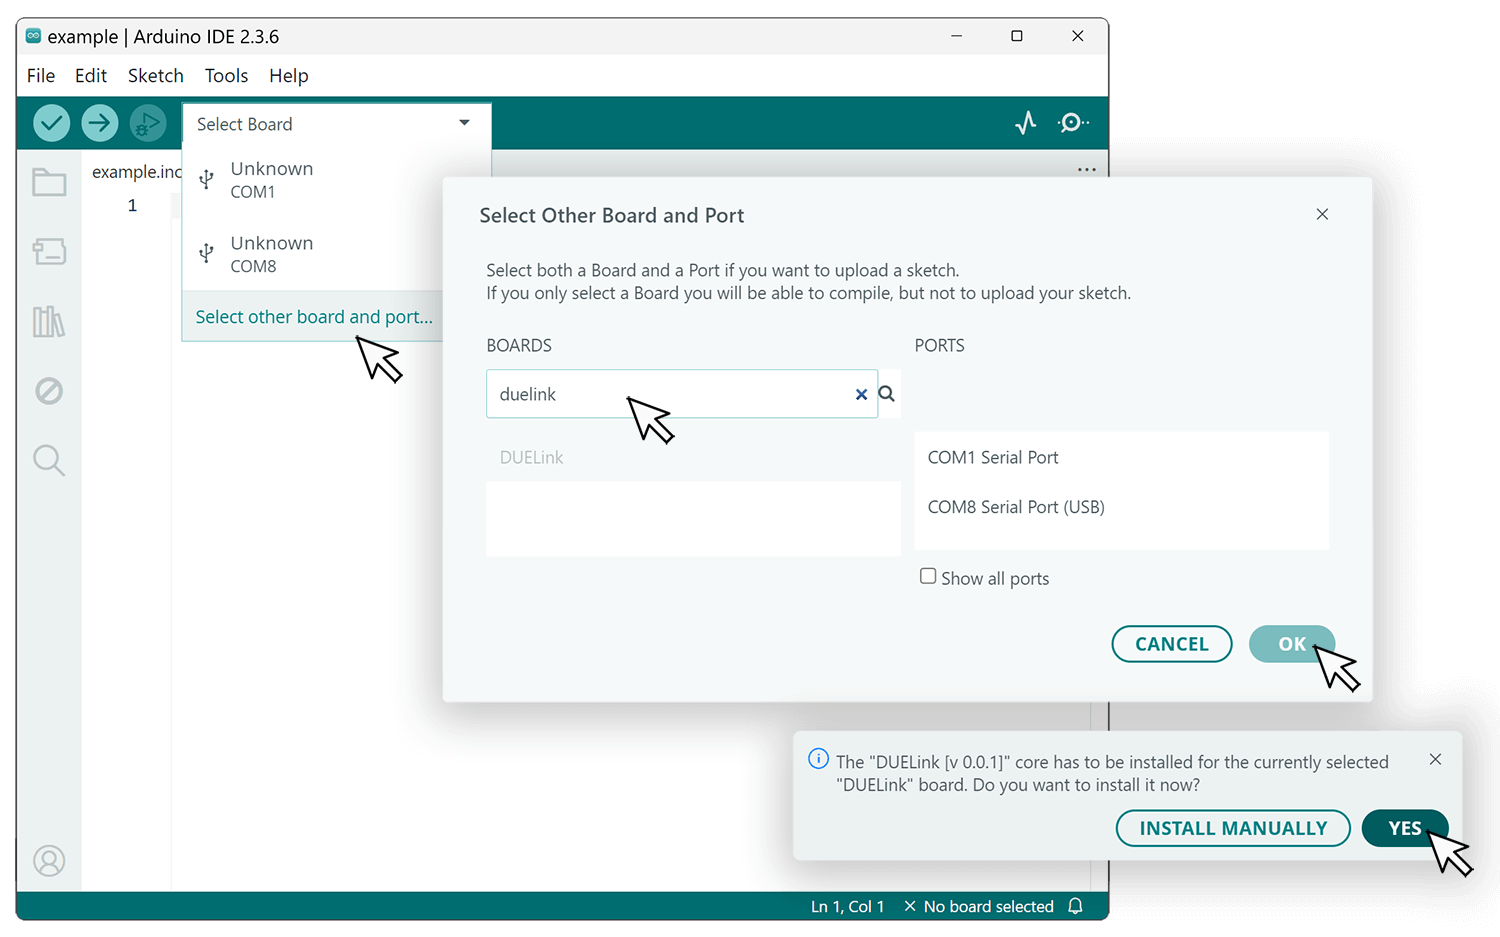 example | Arduino IDE 2.3.6
File Edit Sketch Tools Help
Select Board
Unknown
COM1
Unknown
COM8
Select other board and port...
example.ino
1
Select Other Board and Port
Select both a Board and a Port if you want to upload a sketch.
If you only select a Board you will be able to compile, but not to upload your sketch.
BOARDS
duelink
DUELink
PORTS
COM1 Serial Port
COM8 Serial Port (USB)
Show all ports
CANCEL OK
The "DUELink [v 0.0.1]" core has to be installed for the currently selected
"DUELink" board. Do you want to install it now?
INSTALL MANUALLY YES
Ln 1, Col 1 No board selected